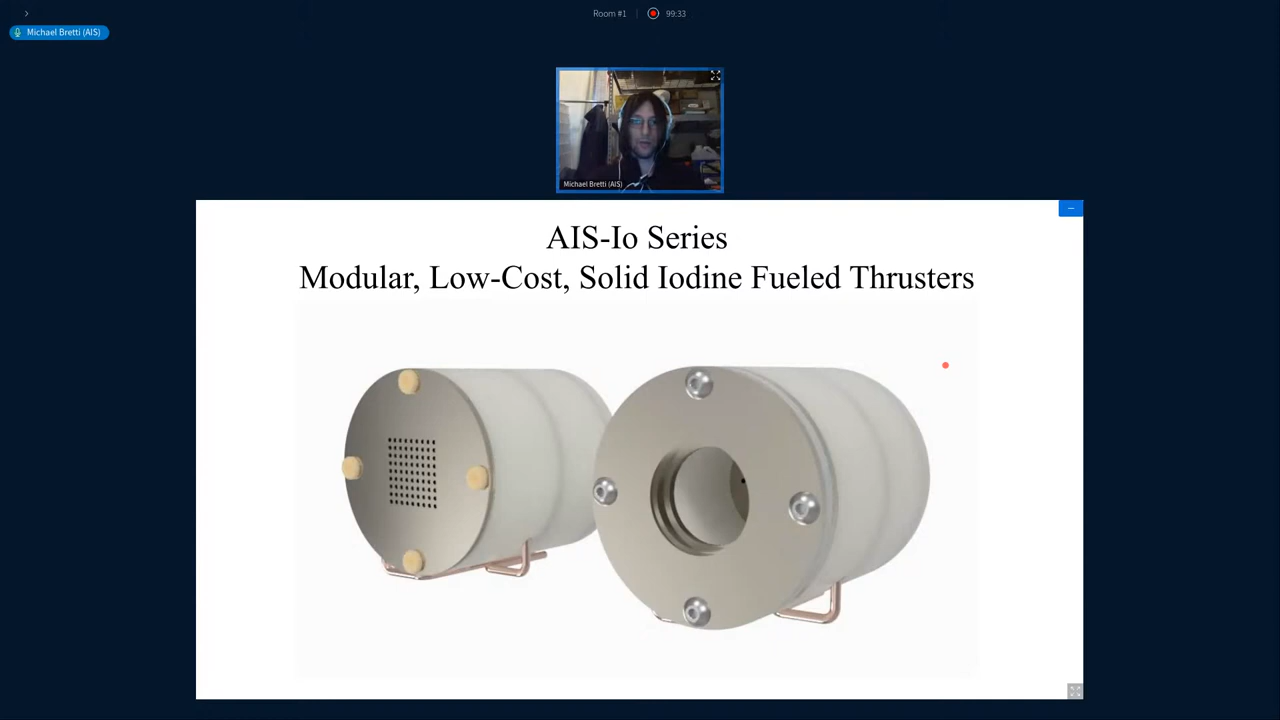 Room #1
99:33
Michael Bretti (AIS)
Michael Bretti (AIS)
AIS-Io Series
Modular, Low-Cost, Solid Iodine Fueled Thrusters